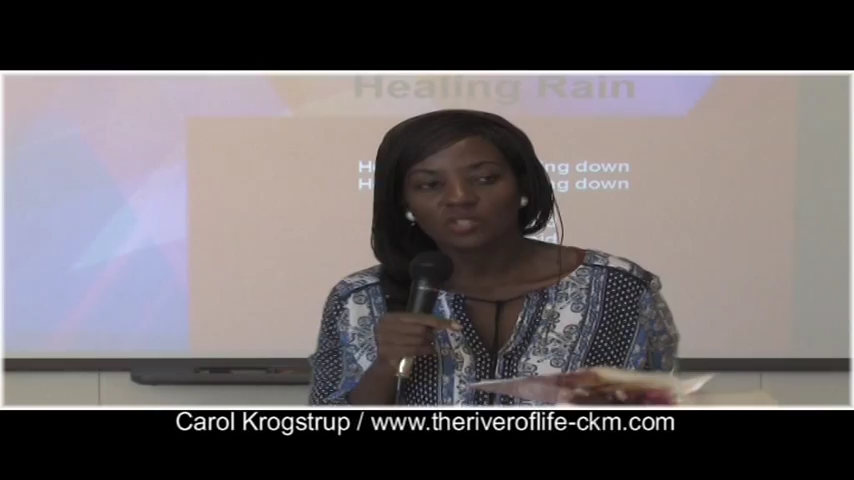 Healing Rain
ng down
ng down
Carol Krogstrup / www.theriveroflife-ckm.com